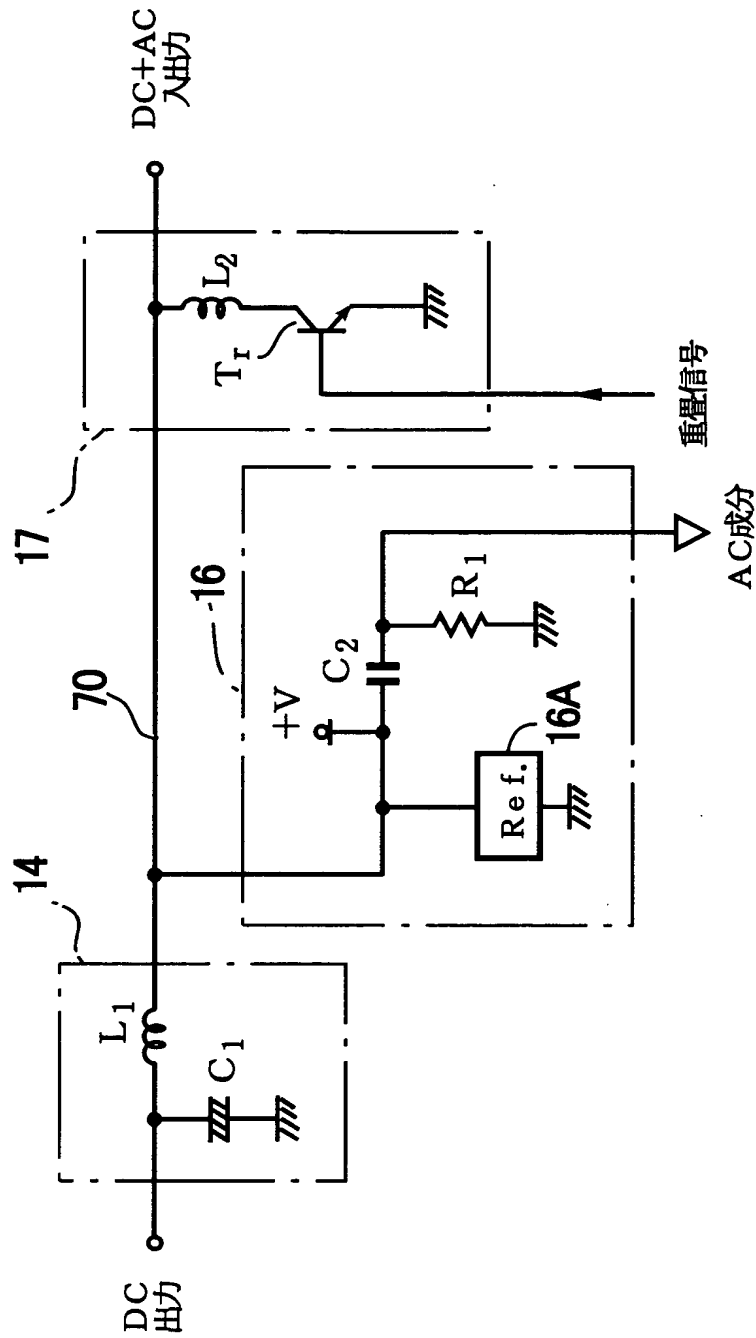 DC
出力
14
L1
C1
70
16
+V
C2
R1
Ref.
16A
AC成分
17
L2
Tr
重畳信号
DC+AC
入出力